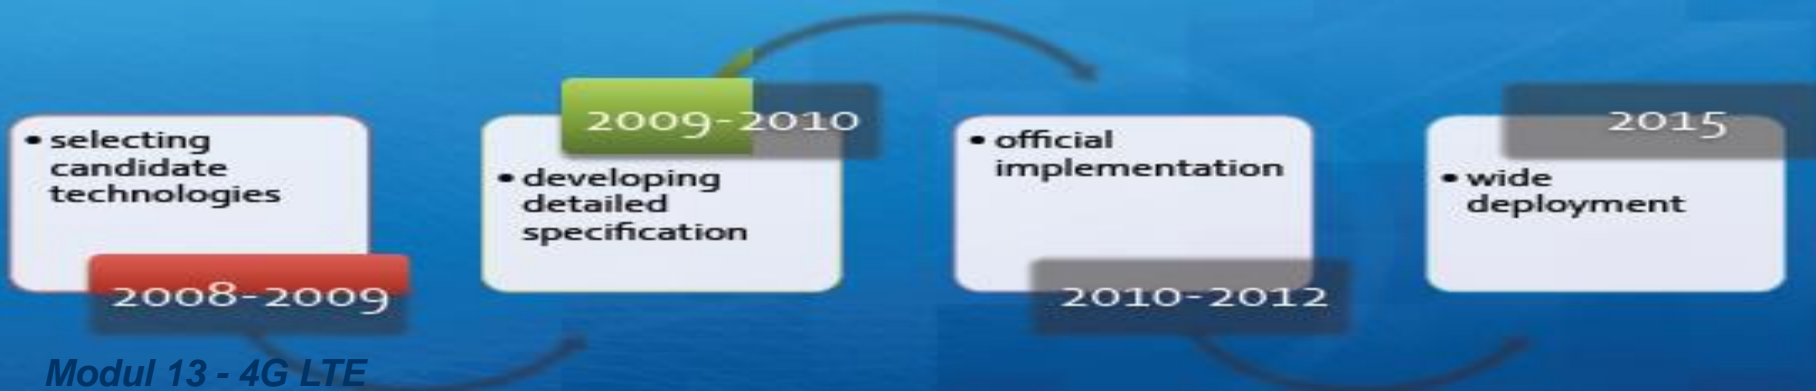 • selecting
candidate
technologies
2008-2009
2009-2010
• developing
detailed
specification
• official
implementation
2010-2012
2015
• wide
deployment
Modul 13 - 4G LTE